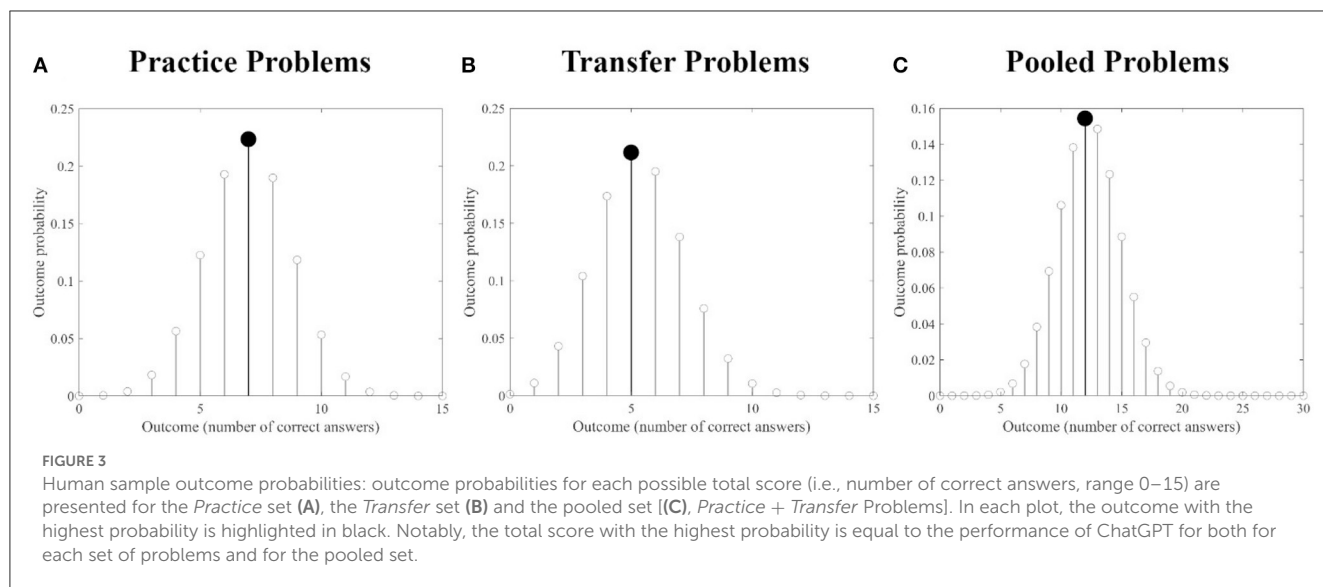 A Practice Problems
B Transfer Problems
C Pooled Problems
Outcome probability
0.25
0.2
0.15
0.1
0.05
0
0 5 10 15
Outcome (number of correct answers)
Outcome probability
0.25
0.2
0.15
0.1
0.05
0
0 5 10 15
Outcome (number of correct answers)
Outcome probability
0.16
0.14
0.12
0.1
0.08
0.06
0.04
0.02
0
0 5 10 15 20 25 30
Outcome (number of correct answers)
FIGURE 3
Human sample outcome probabilities: outcome probabilities for each possible total score (i.e., number of correct answers, range 0–15) are
presented for the Practice set (A), the Transfer set (B) and the pooled set [(C), Practice + Transfer Problems]. In each plot, the outcome with the
highest probability is highlighted in black. Notably, the total score with the highest probability is equal to the performance of ChatGPT for both for
each set of problems and for the pooled set.